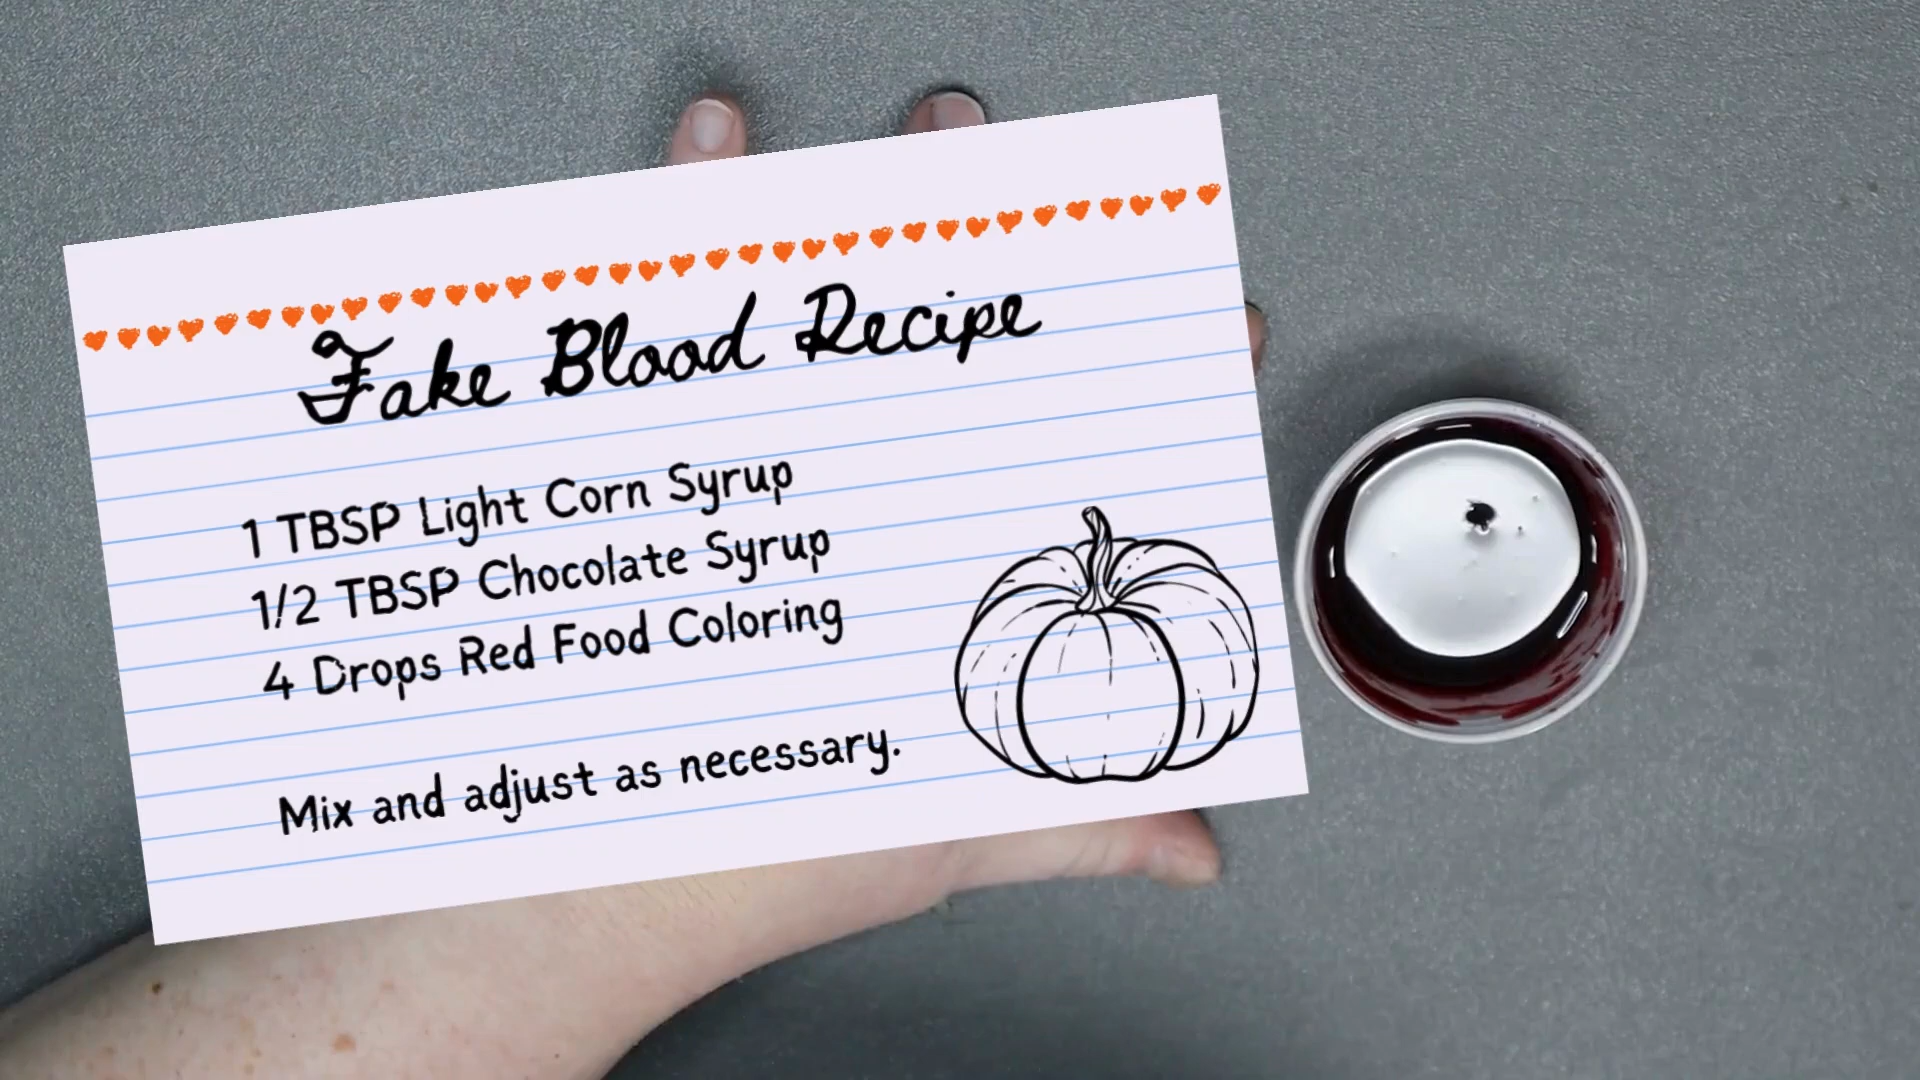 Fake Blood Recipe
1 TBSP Light Corn Syrup
1/2 TBSP Chocolate Syrup
4 Drops Red Food Coloring
Mix and adjust as necessary.